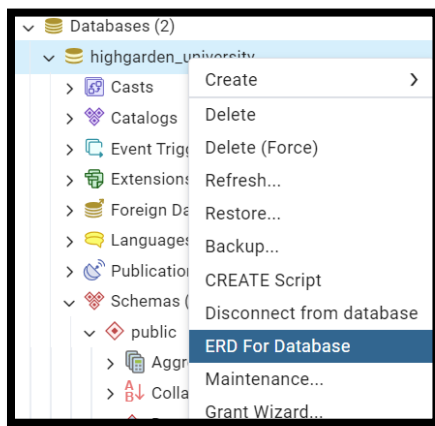 Databases (2)
highgarden_university
Casts
Catalogs
Event Trigg
Extensions
Foreign Da
Languages
Publication
Schemas (
public
Aggr
Colla
Create
Delete
Delete (Force)
Refresh...
Restore...
Backup...
CREATE Script
Disconnect from database
ERD For Database
Maintenance...
Grant Wizard...